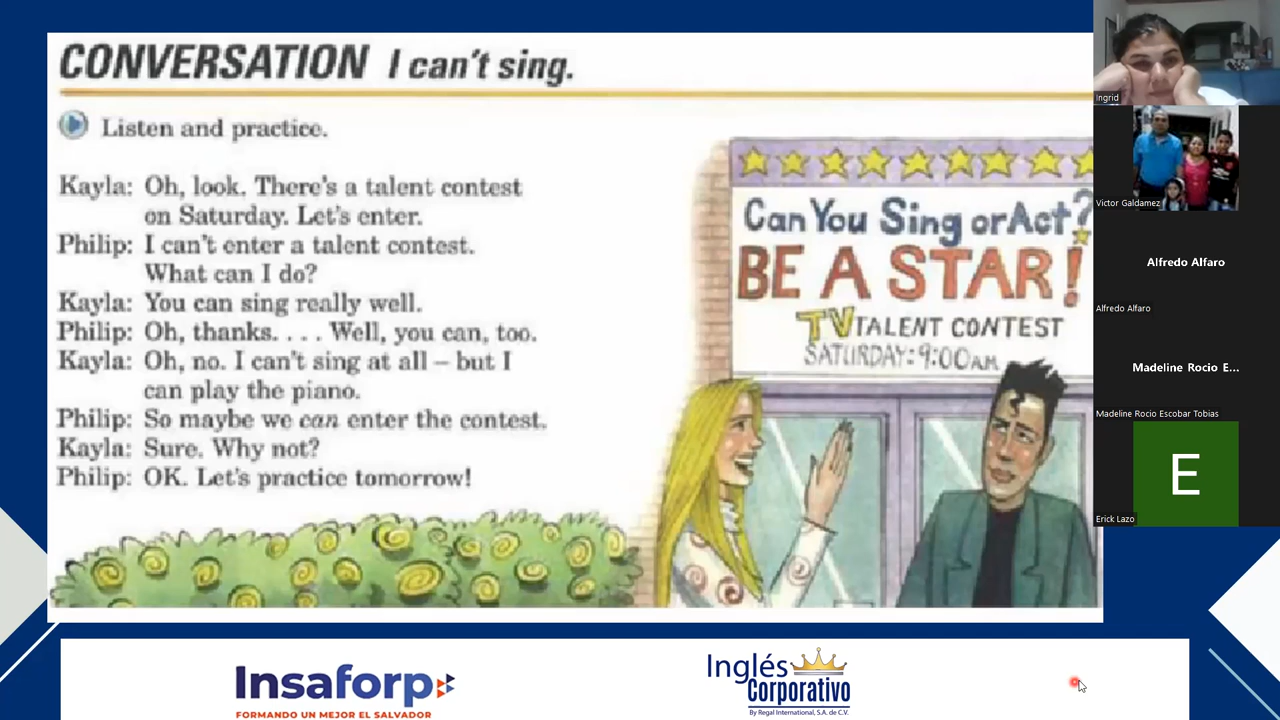 CONVERSATION I can't sing.
Listen and practice.
Kayla: Oh, look. There's a talent contest
on Saturday. Let's enter.
Philip: I can't enter a talent contest.
What can I do?
Kayla: You can sing really well.
Philip: Oh, thanks. . . . Well, you can, too.
Kayla: Oh, no. I can't sing at all – but I
can play the piano.
Philip: So maybe we can enter the contest.
Kayla: Sure. Why not?
Philip: OK. Let's practice tomorrow!
Can You Sing or Act?
BE A STAR!
TV TALENT CONTEST
SATURDAY: 9:00 AM
Insaforp
FORMANDO UN MEJOR EL SALVADOR
Inglés
Corporativo
By Regal International, S.A. de C.V.
Ingrid
Victor Galdamez
Alfredo Alfaro
Alfredo Alfaro
Madeline Rocio E...
Madeline Rocio Escobar Tobias
E
Erick Lazo